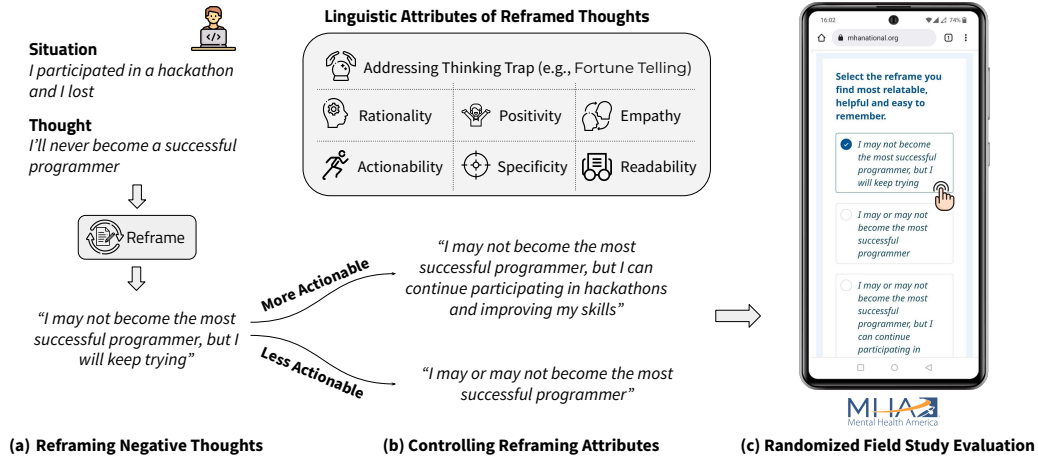 Situation
I participated in a hackathon
and I lost
Thought
I'll never become a successful
programmer
Reframe
“I may not become the most
successful programmer, but I
will keep trying”
(a) Reframing Negative Thoughts
Linguistic Attributes of Reframed Thoughts
Addressing Thinking Trap (e.g., Fortune Telling)
Rationality
Positivity
Empathy
Actionability
Specificity
Readability
More Actionable
“I may not become the most
successful programmer, but I can
continue participating in hackathons
and improving my skills”
Less Actionable
“I may or may not become the most
successful programmer”
(b) Controlling Reframing Attributes
16:02
74%
mhanational.org
1
Select the reframe you
find most relatable,
helpful and easy to
remember.
I may not become
the most successful
programmer, but I
will keep trying
I may or may not
become the most
successful
programmer
I may or may not
become the most
successful
programmer, but I
can continue
participating in
MHA
Mental Health America
(c) Randomized Field Study Evaluation